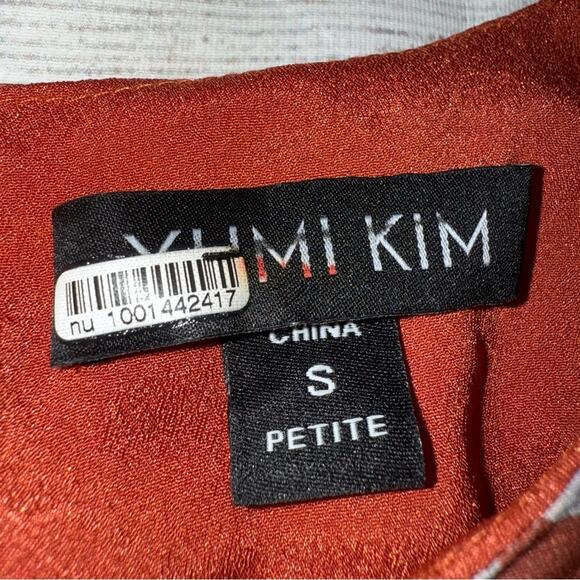 YUMI KiM
nu 1001442417
CHINA
S
PETITE